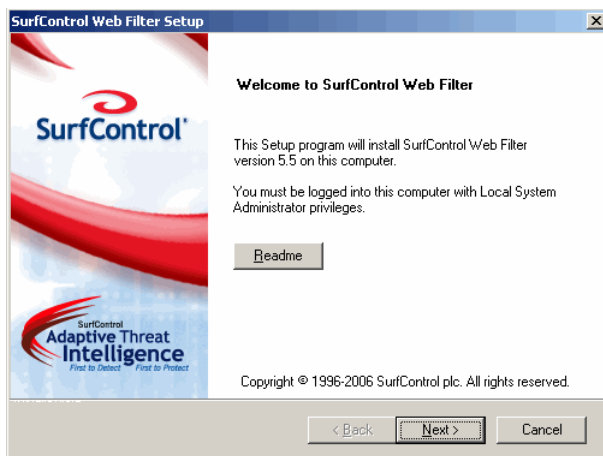 SurfControl Web Filter Setup
Welcome to SurfControl Web Filter
SurfControl®
This Setup program will install SurfControl Web Filter
version 5.5 on this computer.
You must be logged into this computer with Local System
Administrator privileges.
Readme
SurfControl
Adaptive Threat
Intelligence
First to Detect First to Protect
Copyright © 1996-2006 SurfControl plc. All rights reserved.
< Back
Next >
Cancel